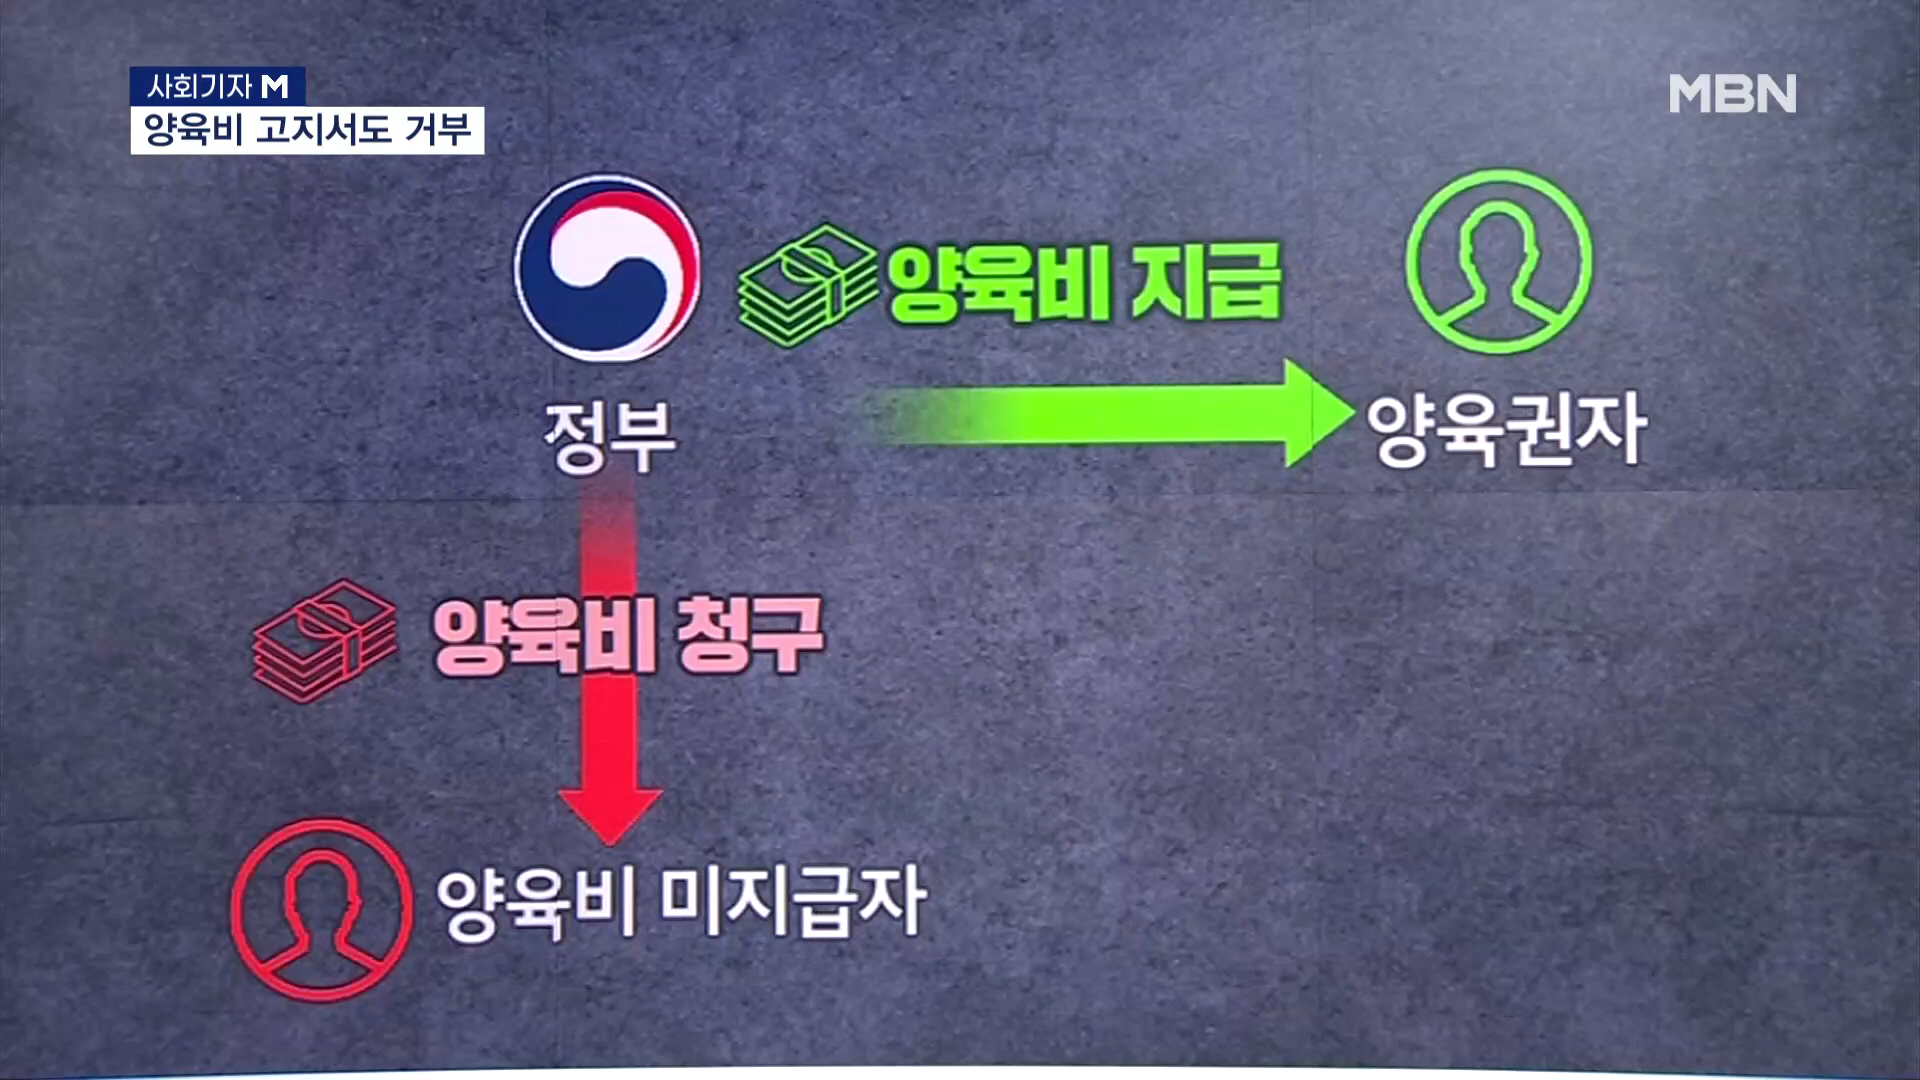 사회기자 M
양육비 고지서도 거부
MBN
양육비 지급
정부
양육권자
양육비 청구
양육비 미지급자